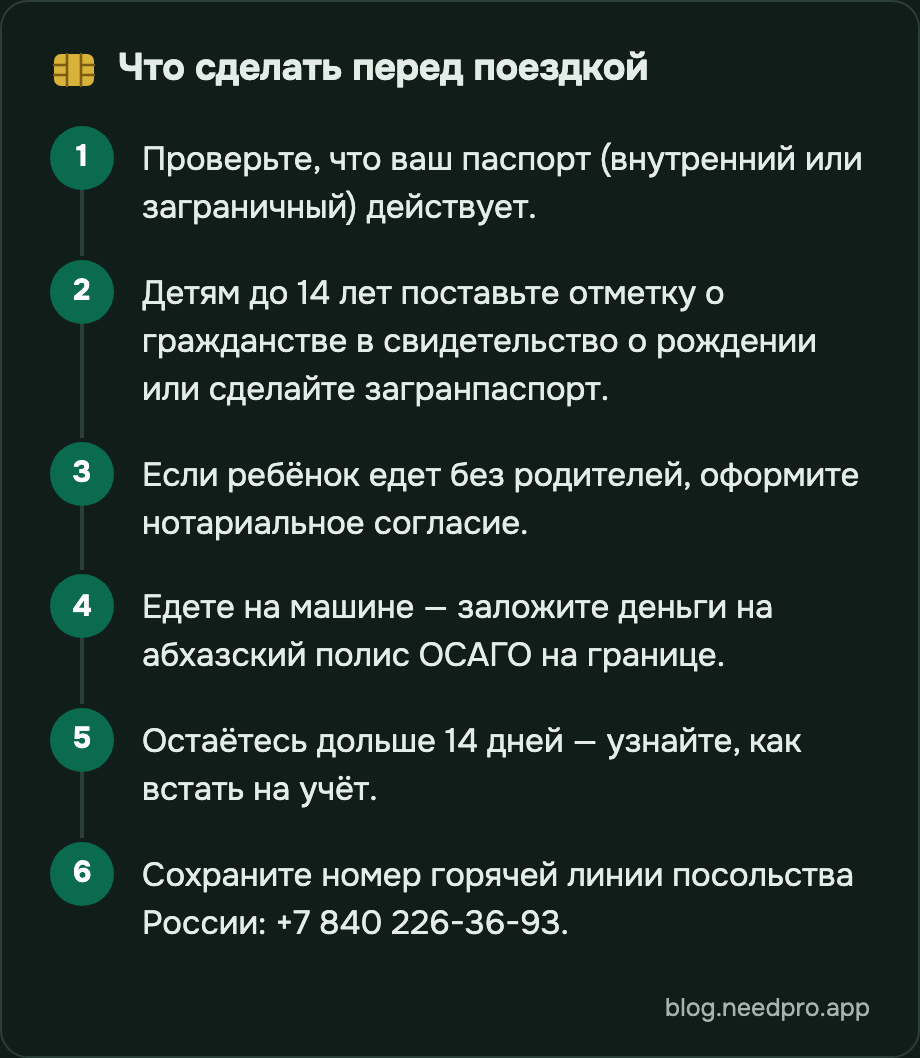 Что сделать перед поездкой
1
Проверьте, что ваш паспорт (внутренний или
заграничный) действует.
2
Детям до 14 лет поставьте отметку о
гражданстве в свидетельство о рождении
или сделайте загранпаспорт.
3
Если ребёнок едет без родителей, оформите
нотариальное согласие.
4
Едете на машине — заложите деньги на
абхазский полис ОСАГО на границе.
5
Остаётесь дольше 14 дней — узнайте, как
встать на учёт.
6
Сохраните номер горячей линии посольства
России: +7 840 226-36-93.
blog.needpro.app